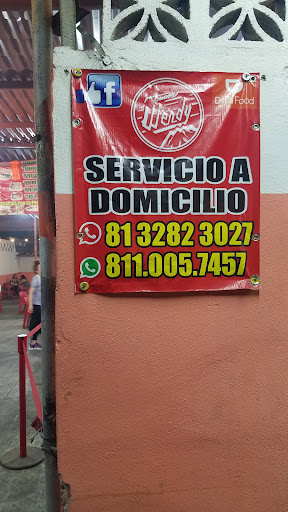 Wendy
DiDi Food
SERVICIO A
DOMICILIO
81 3282 3027
811.005.7457